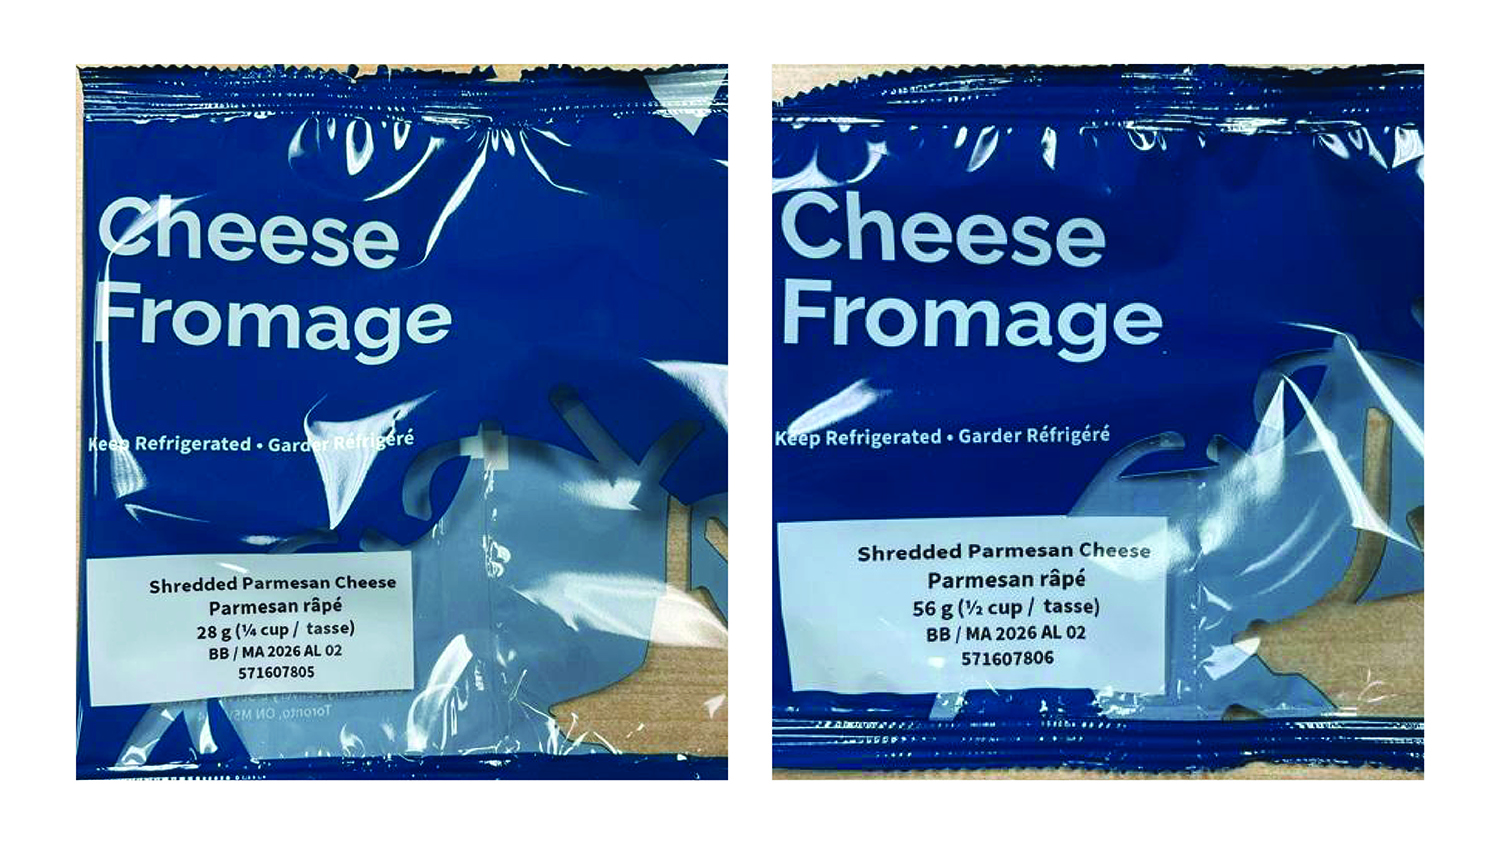 Cheese
Fromage
Keep Refrigerated • Garder Réfrigéré
Shredded Parmesan Cheese
Parmesan râpé
28 g (¼ cup / tasse)
BB / MA 2026 AL 02
571607805
Toronto, ON
Cheese
Fromage
Keep Refrigerated • Garder Réfrigéré
Shredded Parmesan Cheese
Parmesan râpé
56 g (½ cup / tasse)
BB / MA 2026 AL 02
571607806